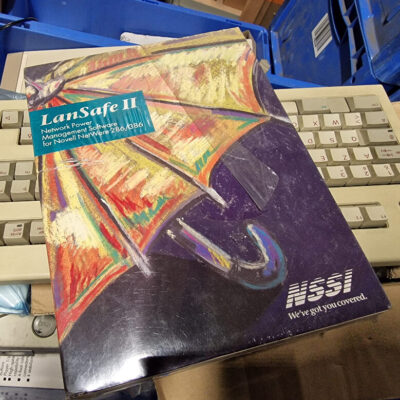 LanSafe II
Network Power
Management Software
for Novell NetWare 286/386
NSSI
We've got you covered.